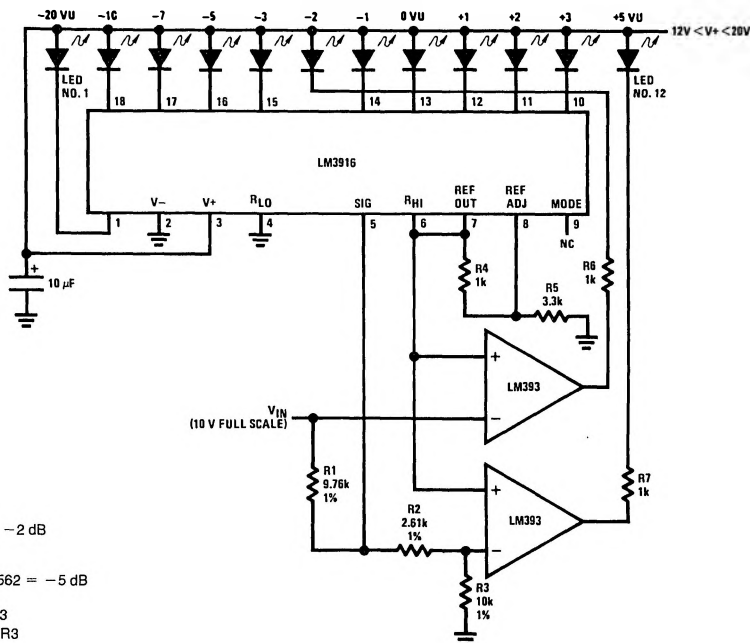 −20 VU −10 −7 −5 −3 −2 −1 0 VU +1 +2 +3 +5 VU
12V < V+ < 20V
LED
NO. 1
LED
NO. 12
18 17 16 15 14 13 12 11 10
LM3916
V− V+ RLO SIG RHI REF OUT REF ADJ MODE
1 2 3 4 5 6 7 8 9
NC
+
10 μF
R4
1k
R5
3.3k
R6
1k
+
LM393
−
VIN
(10 V FULL SCALE)
R1
9.76k
1%
R2
2.61k
1%
+
LM393
−
R7
1k
R3
10k
1%
−2 dB
562 = −5 dB
3
R3